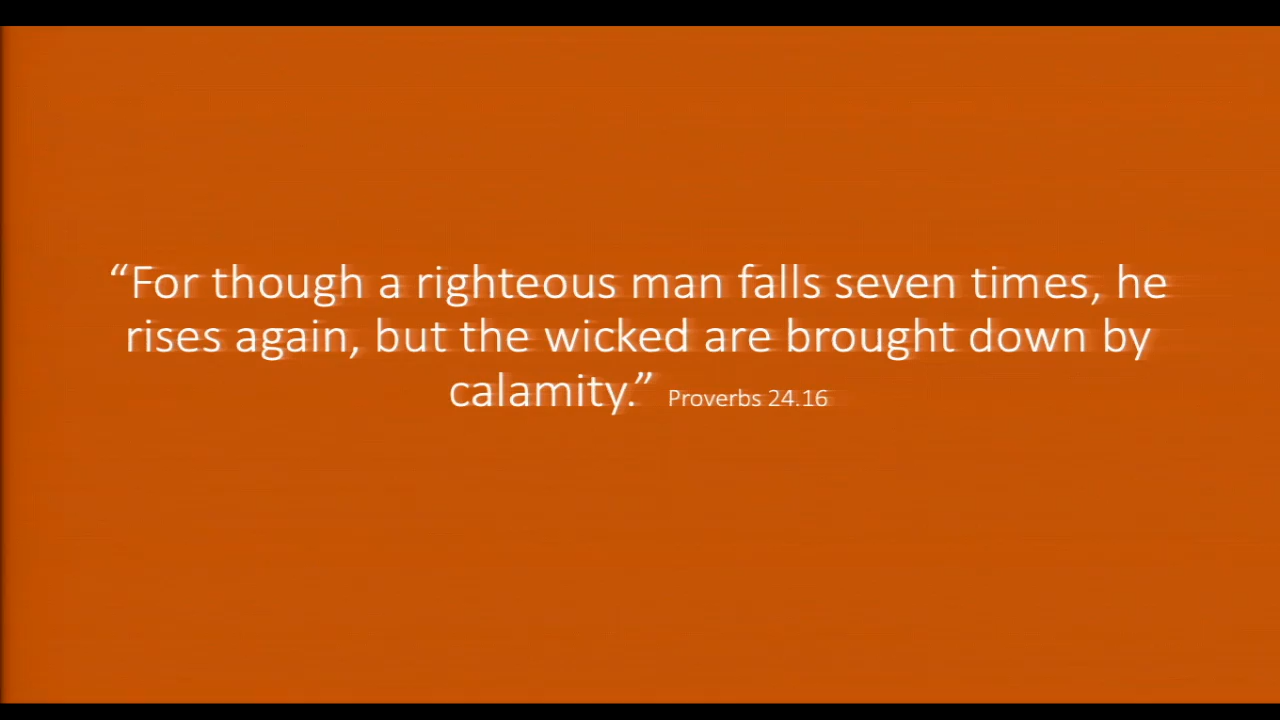 “For though a righteous man falls seven times, he
rises again, but the wicked are brought down by
calamity.” Proverbs 24.16